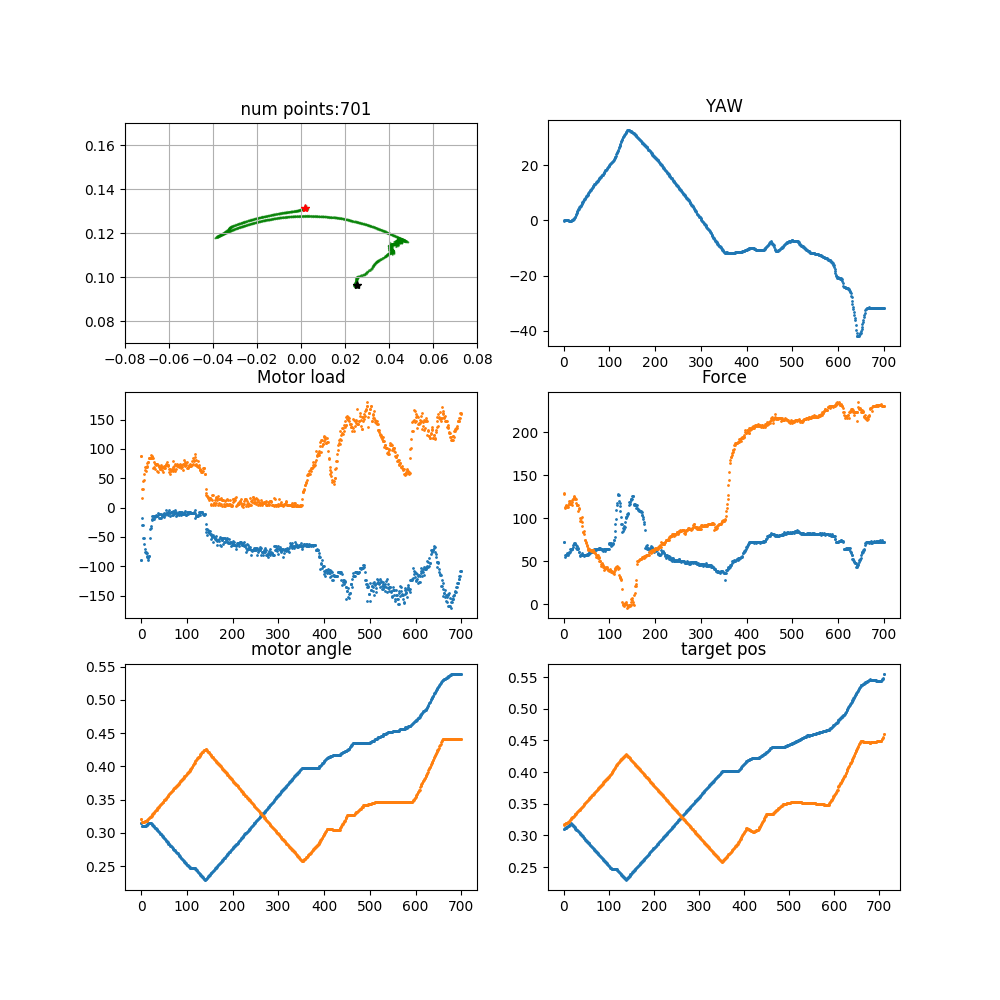 num points:701
0.16
0.14
0.12
0.10
0.08
−0.08 −0.06 −0.04 −0.02 0.00 0.02 0.04 0.06 0.08
YAW
20
0
−20
−40
0 100 200 300 400 500 600 700
Motor load
150
100
50
0
−50
−100
−150
0 100 200 300 400 500 600 700
Force
200
150
100
50
0
0 100 200 300 400 500 600 700
motor angle
0.55
0.50
0.45
0.40
0.35
0.30
0.25
0 100 200 300 400 500 600 700
target pos
0.55
0.50
0.45
0.40
0.35
0.30
0.25
0 100 200 300 400 500 600 700